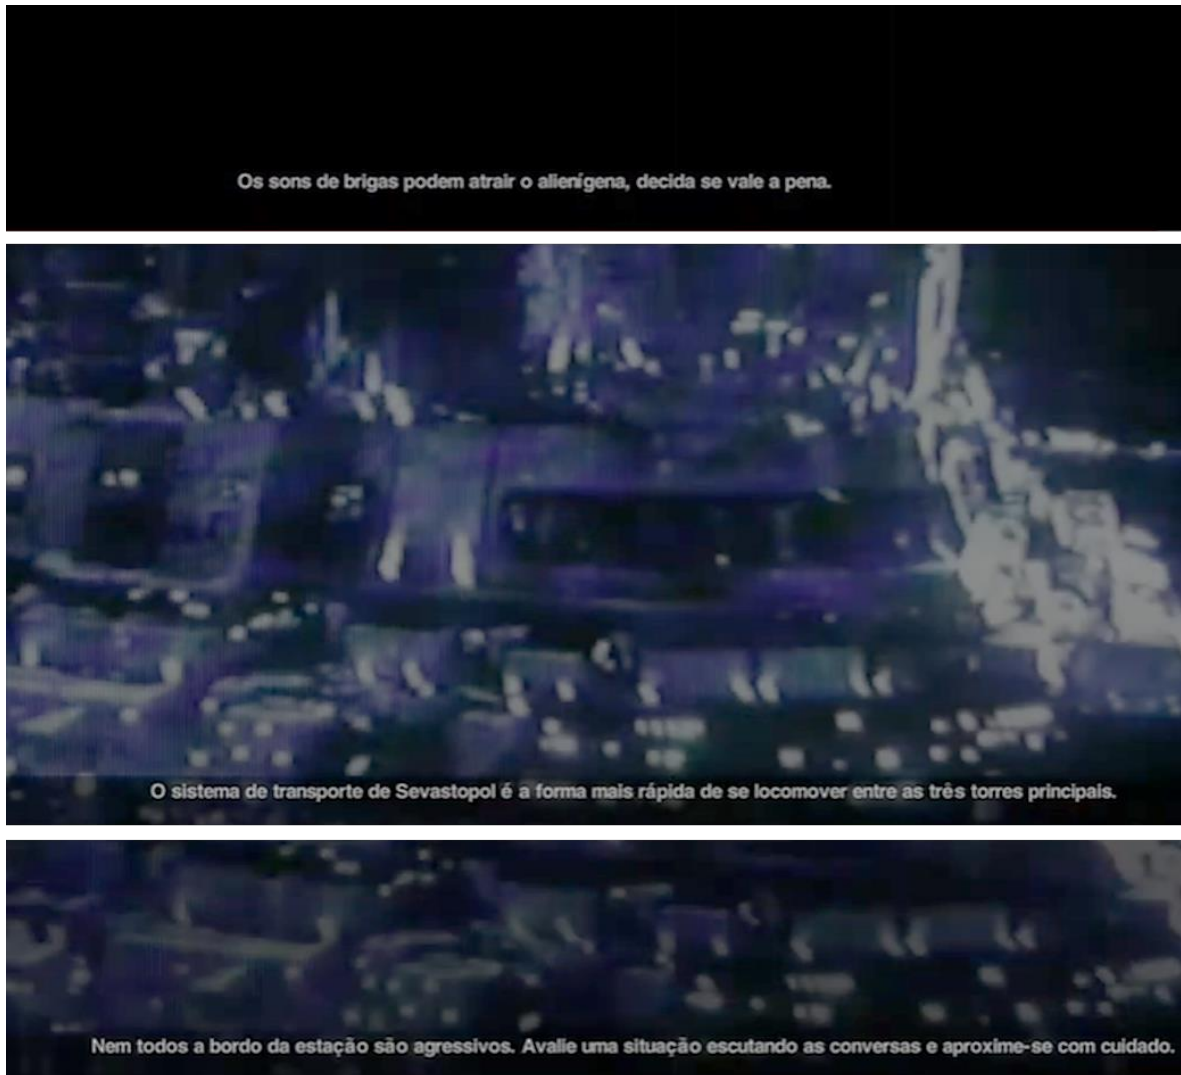 Os sons de brigas podem atrair o alienígena, decida se vale a pena.
O sistema de transporte de Sevastopol é a forma mais rápida de se locomover entre as três torres principais.
Nem todos a bordo da estação são agressivos. Avalie uma situação escutando as conversas e aproxime-se com cuidado.